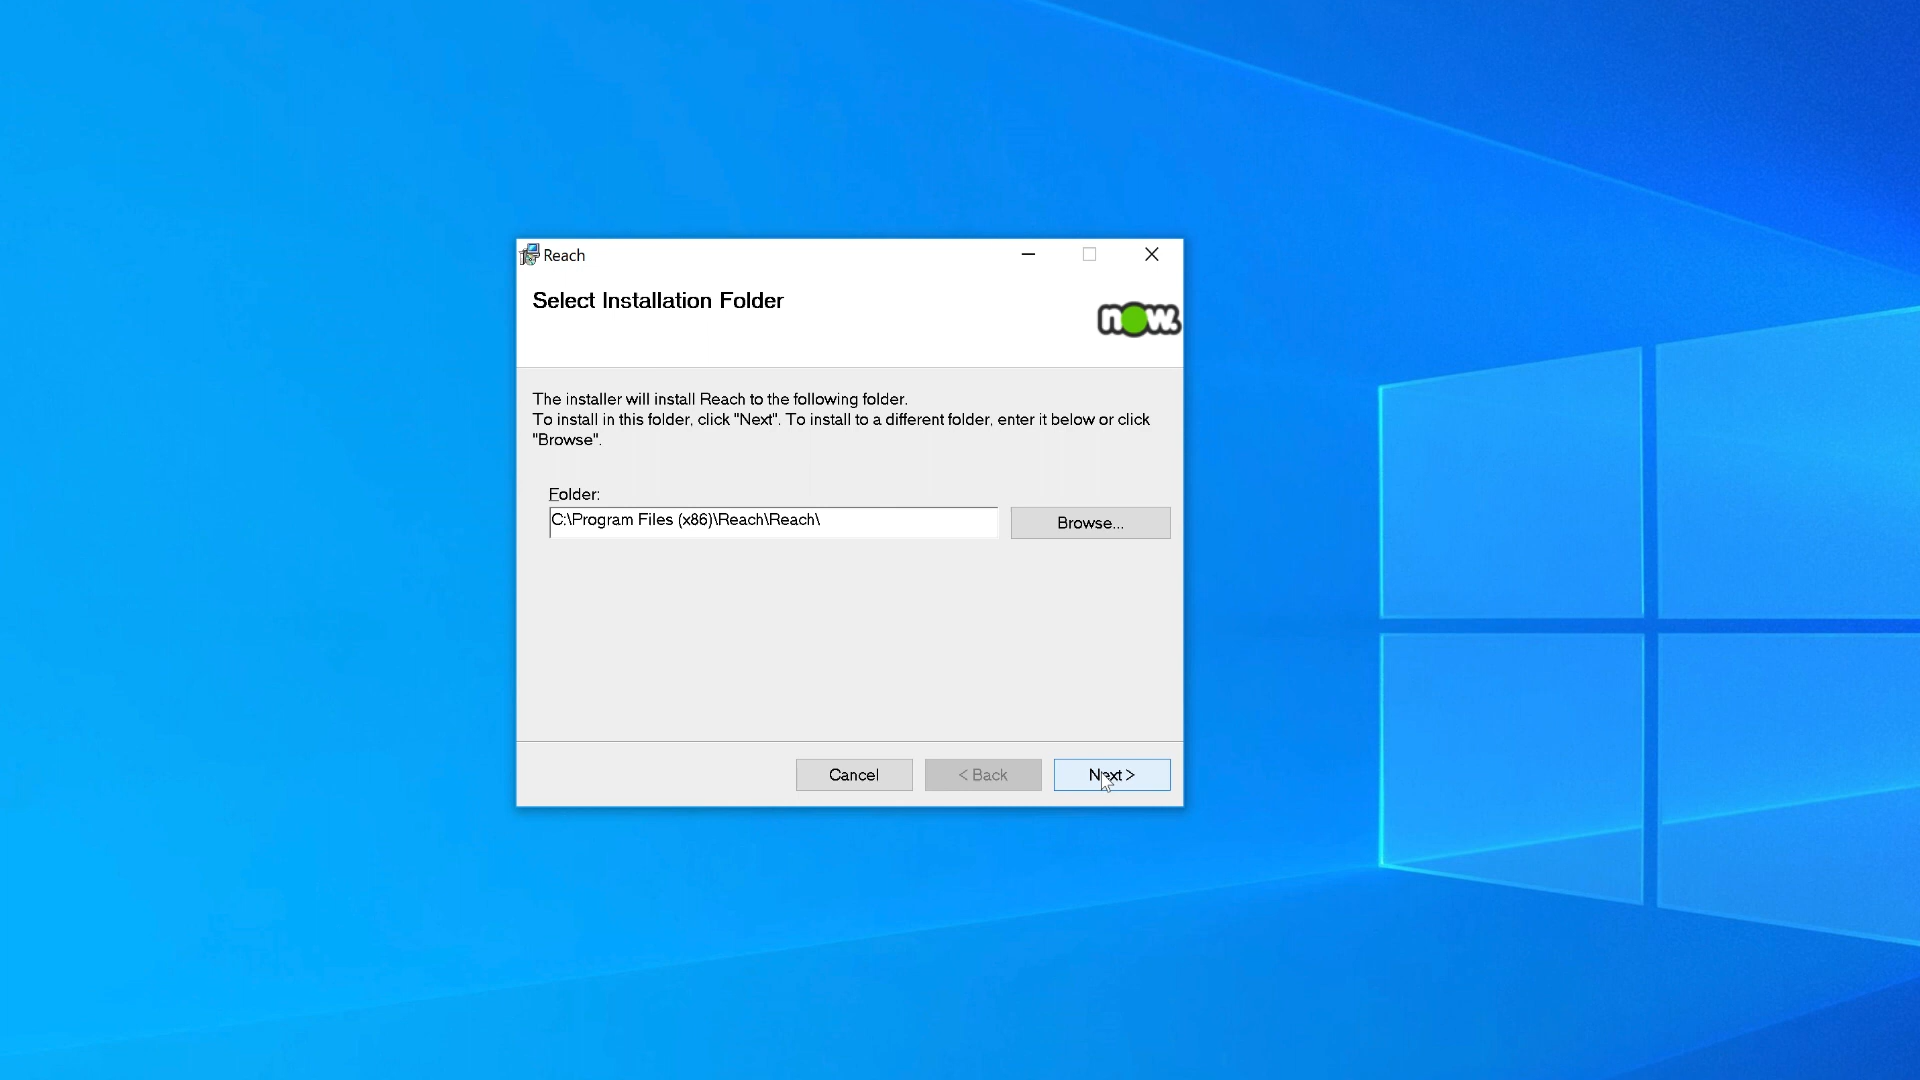 Reach
Select Installation Folder
now.
The installer will install Reach to the following folder.
To install in this folder, click "Next". To install to a different folder, enter it below or click
"Browse".
Folder:
C:\Program Files (x86)\Reach\Reach\
Browse...
Cancel
< Back
Next >